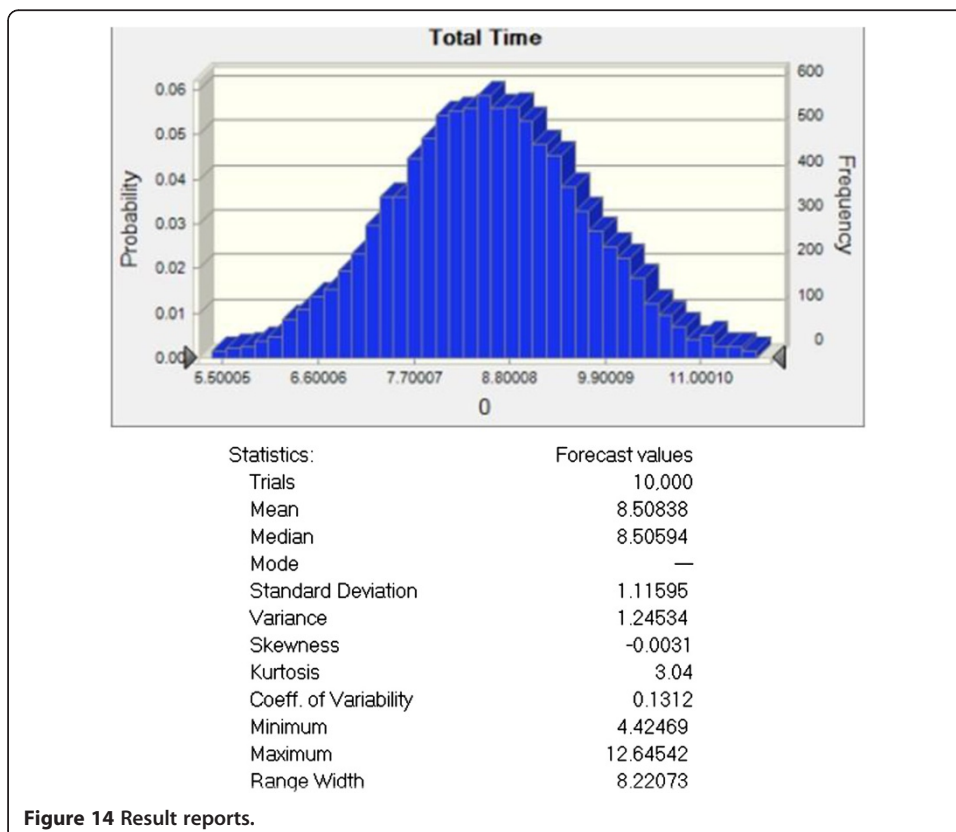 Total Time
Probability
0.06
0.05
0.04
0.03
0.02
0.01
0.00
600
500
400
300
200
100
0
Frequency
5.50005 6.60006 7.70007 8.80008 9.90009 11.00010
0
Statistics: Forecast values
Trials 10,000
Mean 8.50838
Median 8.50594
Mode —
Standard Deviation 1.11595
Variance 1.24534
Skewness -0.0031
Kurtosis 3.04
Coeff. of Variability 0.1312
Minimum 4.42469
Maximum 12.64542
Range Width 8.22073
Figure 14 Result reports.